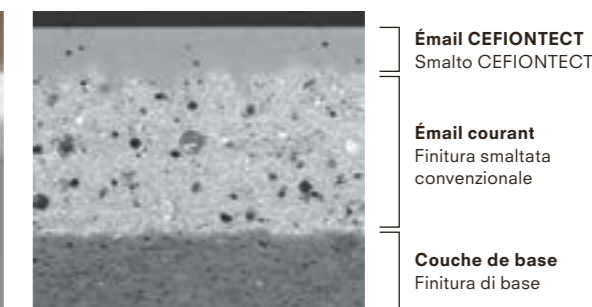 Émail CEFIONTECT
Smalto CEFIONTECT
Émail courant
Finitura smaltata
convenzionale
Couche de base
Finitura di base